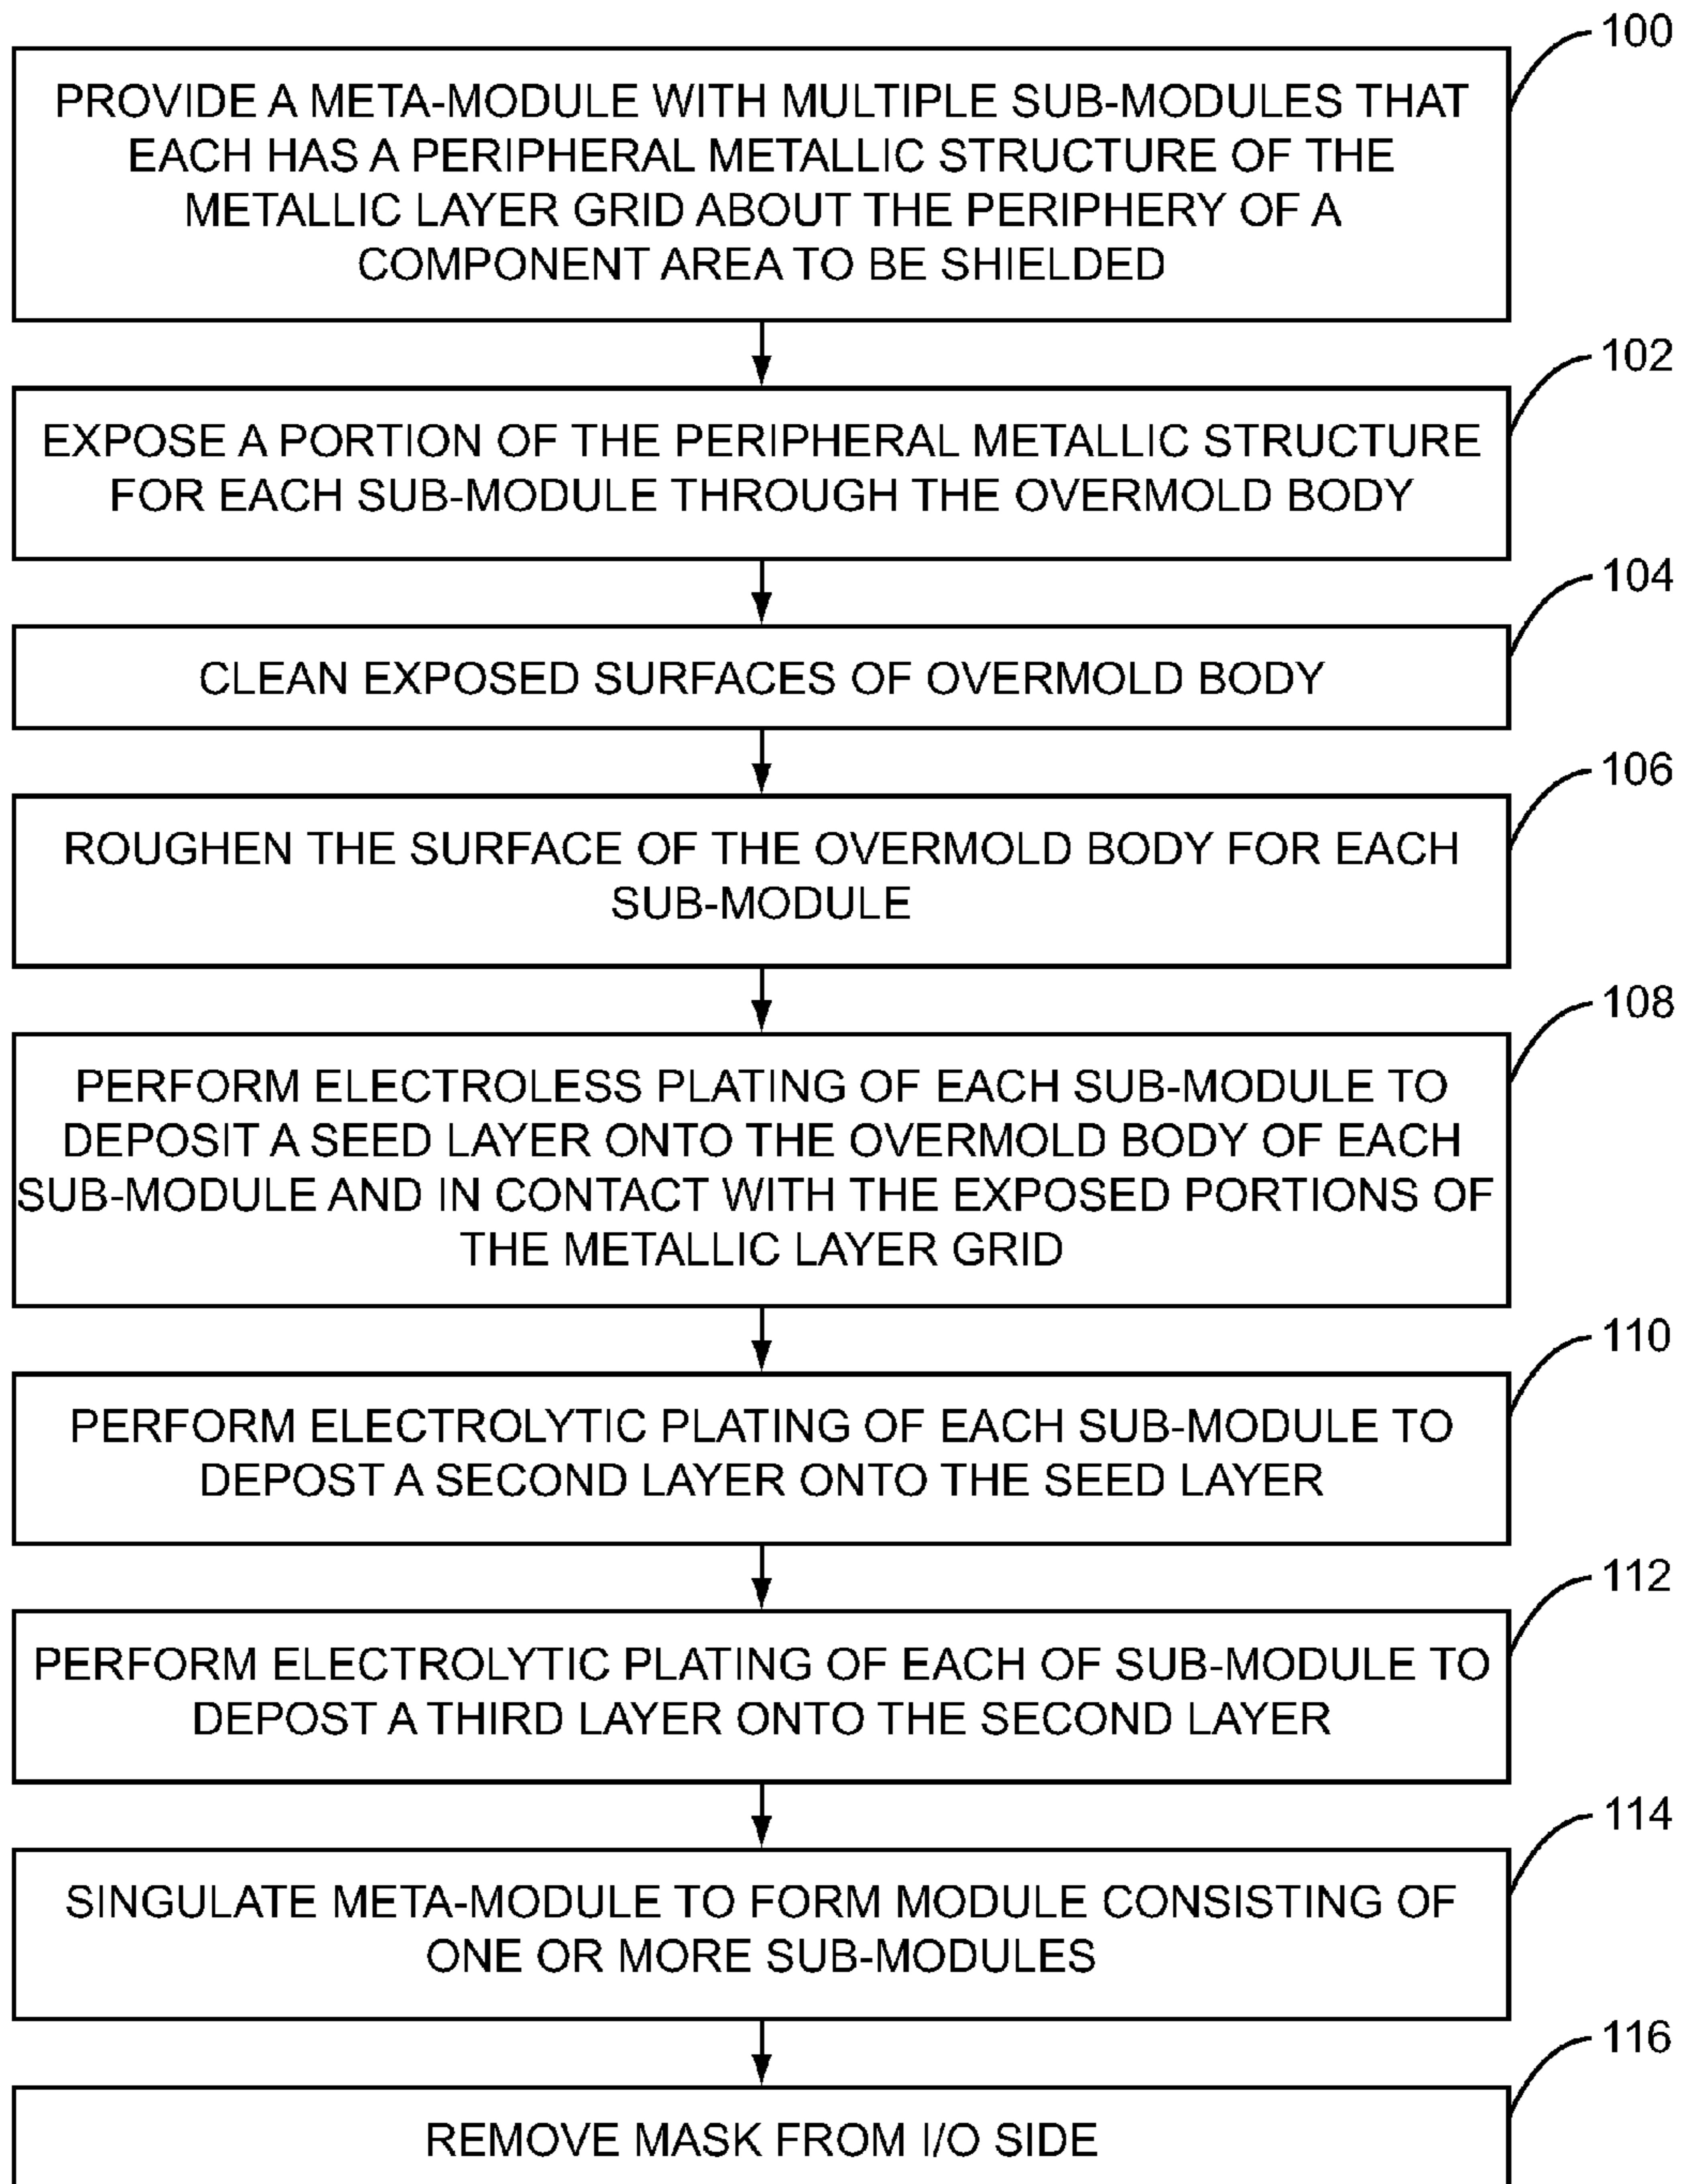 100
PROVIDE A META-MODULE WITH MULTIPLE SUB-MODULES THAT
EACH HAS A PERIPHERAL METALLIC STRUCTURE OF THE
METALLIC LAYER GRID ABOUT THE PERIPHERY OF A
COMPONENT AREA TO BE SHIELDED
102
EXPOSE A PORTION OF THE PERIPHERAL METALLIC STRUCTURE
FOR EACH SUB-MODULE THROUGH THE OVERMOLD BODY
104
CLEAN EXPOSED SURFACES OF OVERMOLD BODY
106
ROUGHEN THE SURFACE OF THE OVERMOLD BODY FOR EACH
SUB-MODULE
108
PERFORM ELECTROLESS PLATING OF EACH SUB-MODULE TO
DEPOSIT A SEED LAYER ONTO THE OVERMOLD BODY OF EACH
SUB-MODULE AND IN CONTACT WITH THE EXPOSED PORTIONS OF
THE METALLIC LAYER GRID
110
PERFORM ELECTROLYTIC PLATING OF EACH SUB-MODULE TO
DEPOST A SECOND LAYER ONTO THE SEED LAYER
112
PERFORM ELECTROLYTIC PLATING OF EACH OF SUB-MODULE TO
DEPOST A THIRD LAYER ONTO THE SECOND LAYER
114
SINGULATE META-MODULE TO FORM MODULE CONSISTING OF
ONE OR MORE SUB-MODULES
116
REMOVE MASK FROM I/O SIDE